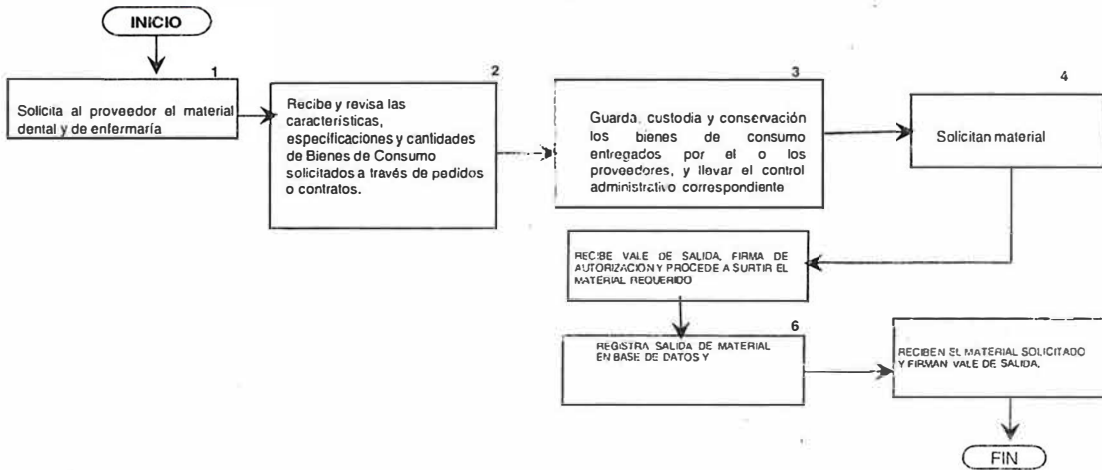 INICIO
1
Solicita al proveedor el material
dental y de enfermaría
2
Recibe y revisa las
características,
específicaciones y cantidades
de Bienes de Consumo
solicitados a través de pedidos
o contratos.
3
Guarda, custodia y conservación
los bienes de consumo
entregados por el o los
proveedores, y llevar el control
administrativo correspondiente
4
Solicitan material
RECIBE VALE DE SALIDA, FIRMA DE
AUTORIZACIÓN Y PROCEDE A SURTIR EL
MATERIAL REQUERIDO
6
REGISTRA SALIDA DE MATERIAL
EN BASE DE DATOS Y
RECIBEN EL MATERIAL SOLICITADO
Y FIRMAN VALE DE SALIDA.
FIN